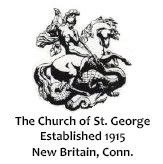 The Church of St. George
Established 1915
New Britain, Conn.